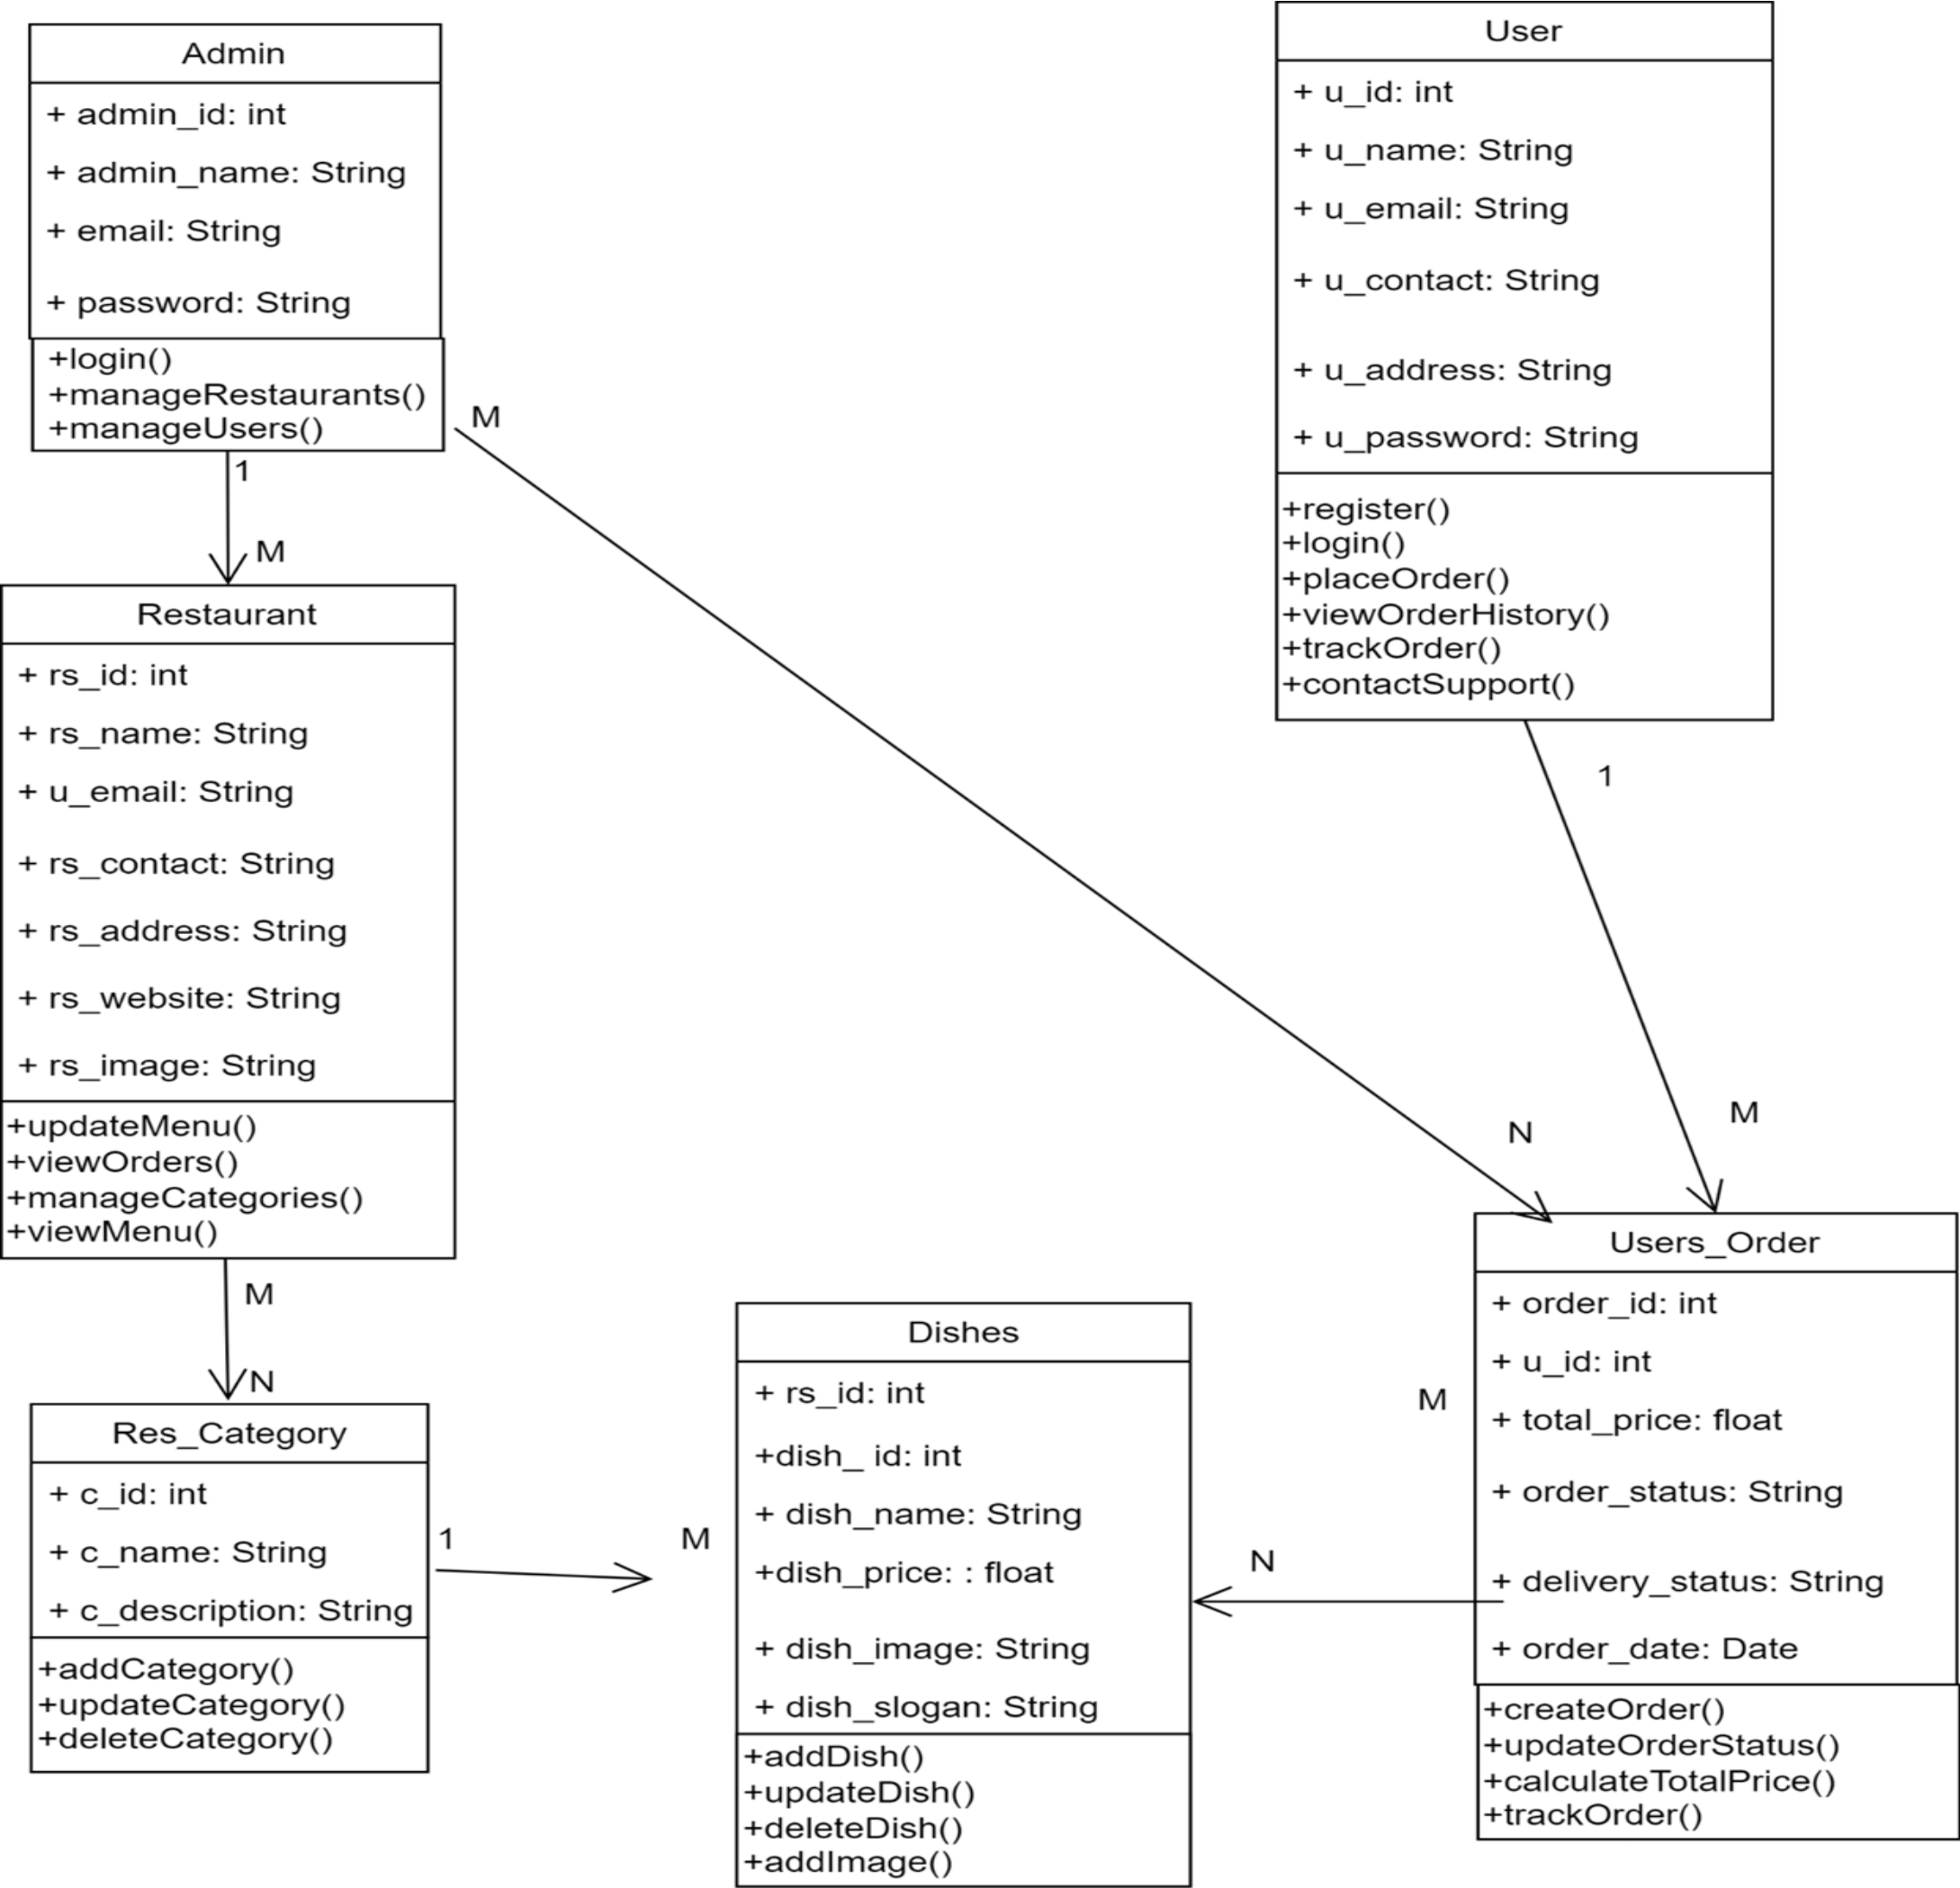 Admin
+ admin_id: int
+ admin_name: String
+ email: String
+ password: String
+login()
+manageRestaurants()
+manageUsers()
M
1
M
User
+ u_id: int
+ u_name: String
+ u_email: String
+ u_contact: String
+ u_address: String
+ u_password: String
+register()
+login()
+placeOrder()
+viewOrderHistory()
+trackOrder()
+contactSupport()
1
M
N
Restaurant
+ rs_id: int
+ rs_name: String
+ u_email: String
+ rs_contact: String
+ rs_address: String
+ rs_website: String
+ rs_image: String
+updateMenu()
+viewOrders()
+manageCategories()
+viewMenu()
M
N
Res_Category
+ c_id: int
+ c_name: String
+ c_description: String
+addCategory()
+updateCategory()
+deleteCategory()
1
M
Dishes
+ rs_id: int
+dish_ id: int
+ dish_name: String
+dish_price: : float
+ dish_image: String
+ dish_slogan: String
+addDish()
+updateDish()
+deleteDish()
+addImage()
M
N
Users_Order
+ order_id: int
+ u_id: int
+ total_price: float
+ order_status: String
+ delivery_status: String
+ order_date: Date
+createOrder()
+updateOrderStatus()
+calculateTotalPrice()
+trackOrder()